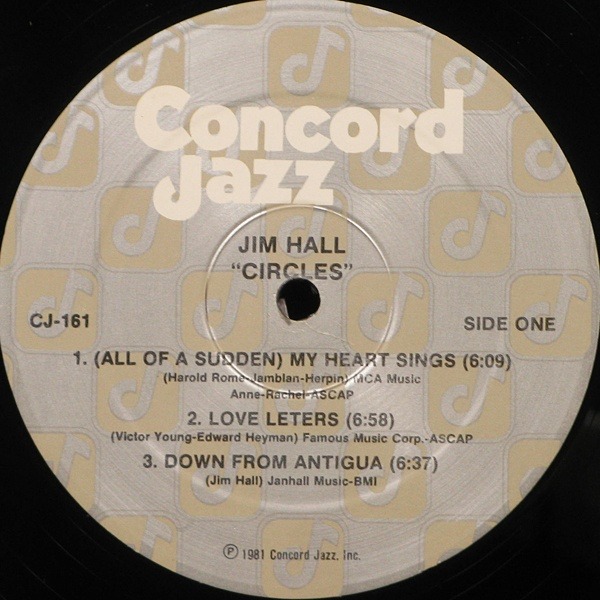 Concord
Jazz
JIM HALL
"CIRCLES"
CJ-161
SIDE ONE
1. (ALL OF A SUDDEN) MY HEART SINGS (6:09)
(Harold Rome-Jamblan-Herpin) MCA Music
Anne-Rachel-ASCAP
2. LOVE LETERS (6:58)
(Victor Young-Edward Heyman) Famous Music Corp.-ASCAP
3. DOWN FROM ANTIGUA (6:37)
(Jim Hall) Janhall Music-BMI
Ⓟ 1981 Concord Jazz, Inc.